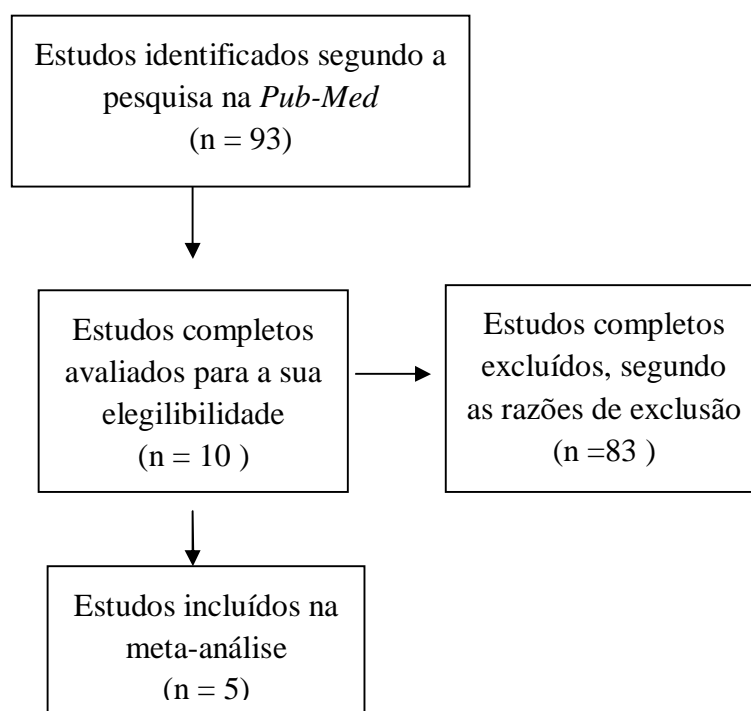 Estudos identificados segundo a
pesquisa na Pub-Med
(n = 93)
Estudos completos
avaliados para a sua
elegilibilidade
(n = 10 )
Estudos completos
excluídos, segundo
as razões de exclusão
(n =83 )
Estudos incluídos na
meta-análise
(n = 5)